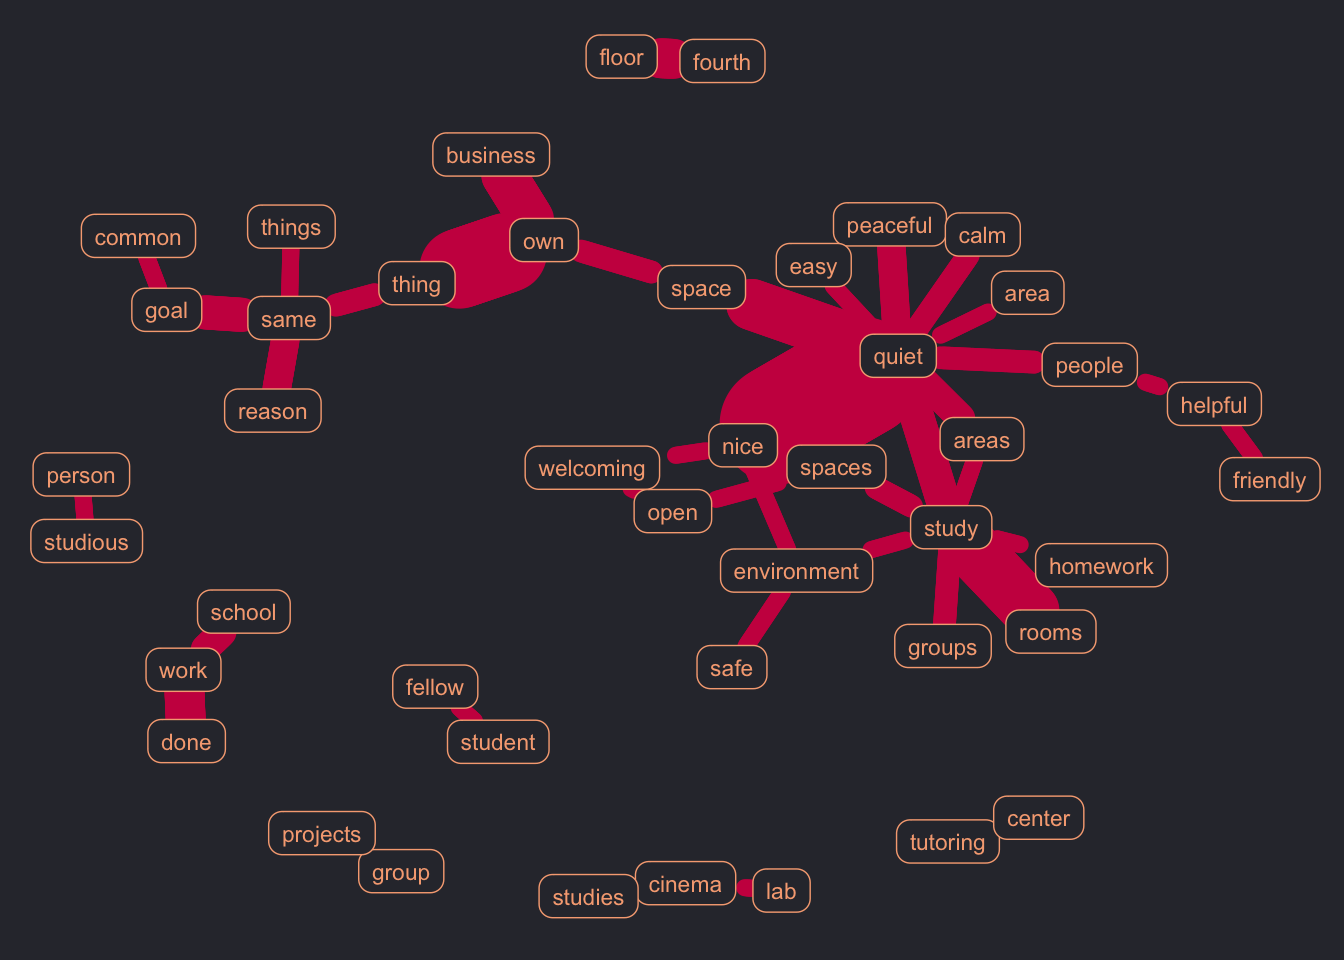 floor
fourth
business
peaceful
common
things
own
calm
easy
thing
space
area
goal
same
quiet
people
reason
helpful
nice
areas
welcoming
spaces
person
friendly
open
study
studious
environment
homework
school
rooms
groups
work
safe
fellow
done
student
center
projects
tutoring
group
cinema
lab
studies